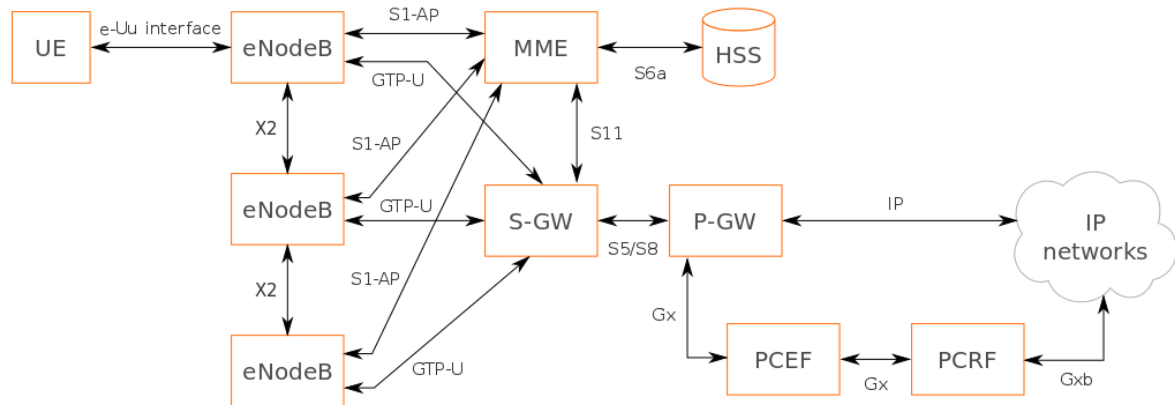 S1-AP
e-Uu interface
UE
eNodeB
MME
HSS
GTP-U
S6a
X2
S1-AP
S11
eNodeB
GTP-U
S-GW
S5/S8
P-GW
IP
IP
networks
X2
S1-AP
Gx
eNodeB
GTP-U
PCEF
Gx
PCRF
Gxb